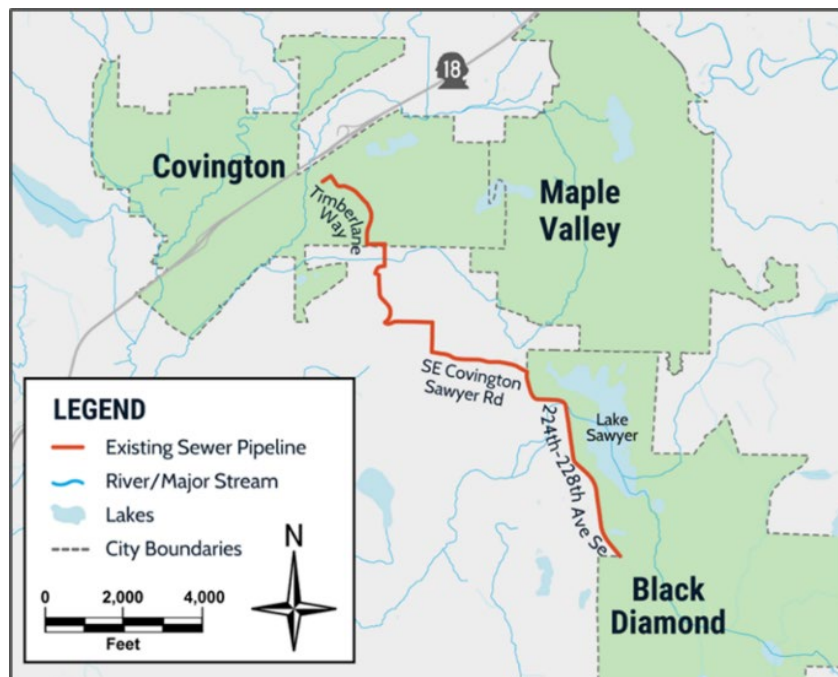 18
Covington
Maple
Valley
Timberlane
Way
SE Covington
Sawyer Rd
Lake
Sawyer
224th-228th Ave Se
Black
Diamond
LEGEND
Existing Sewer Pipeline
River/Major Stream
Lakes
City Boundaries
N
0 2,000 4,000
Feet